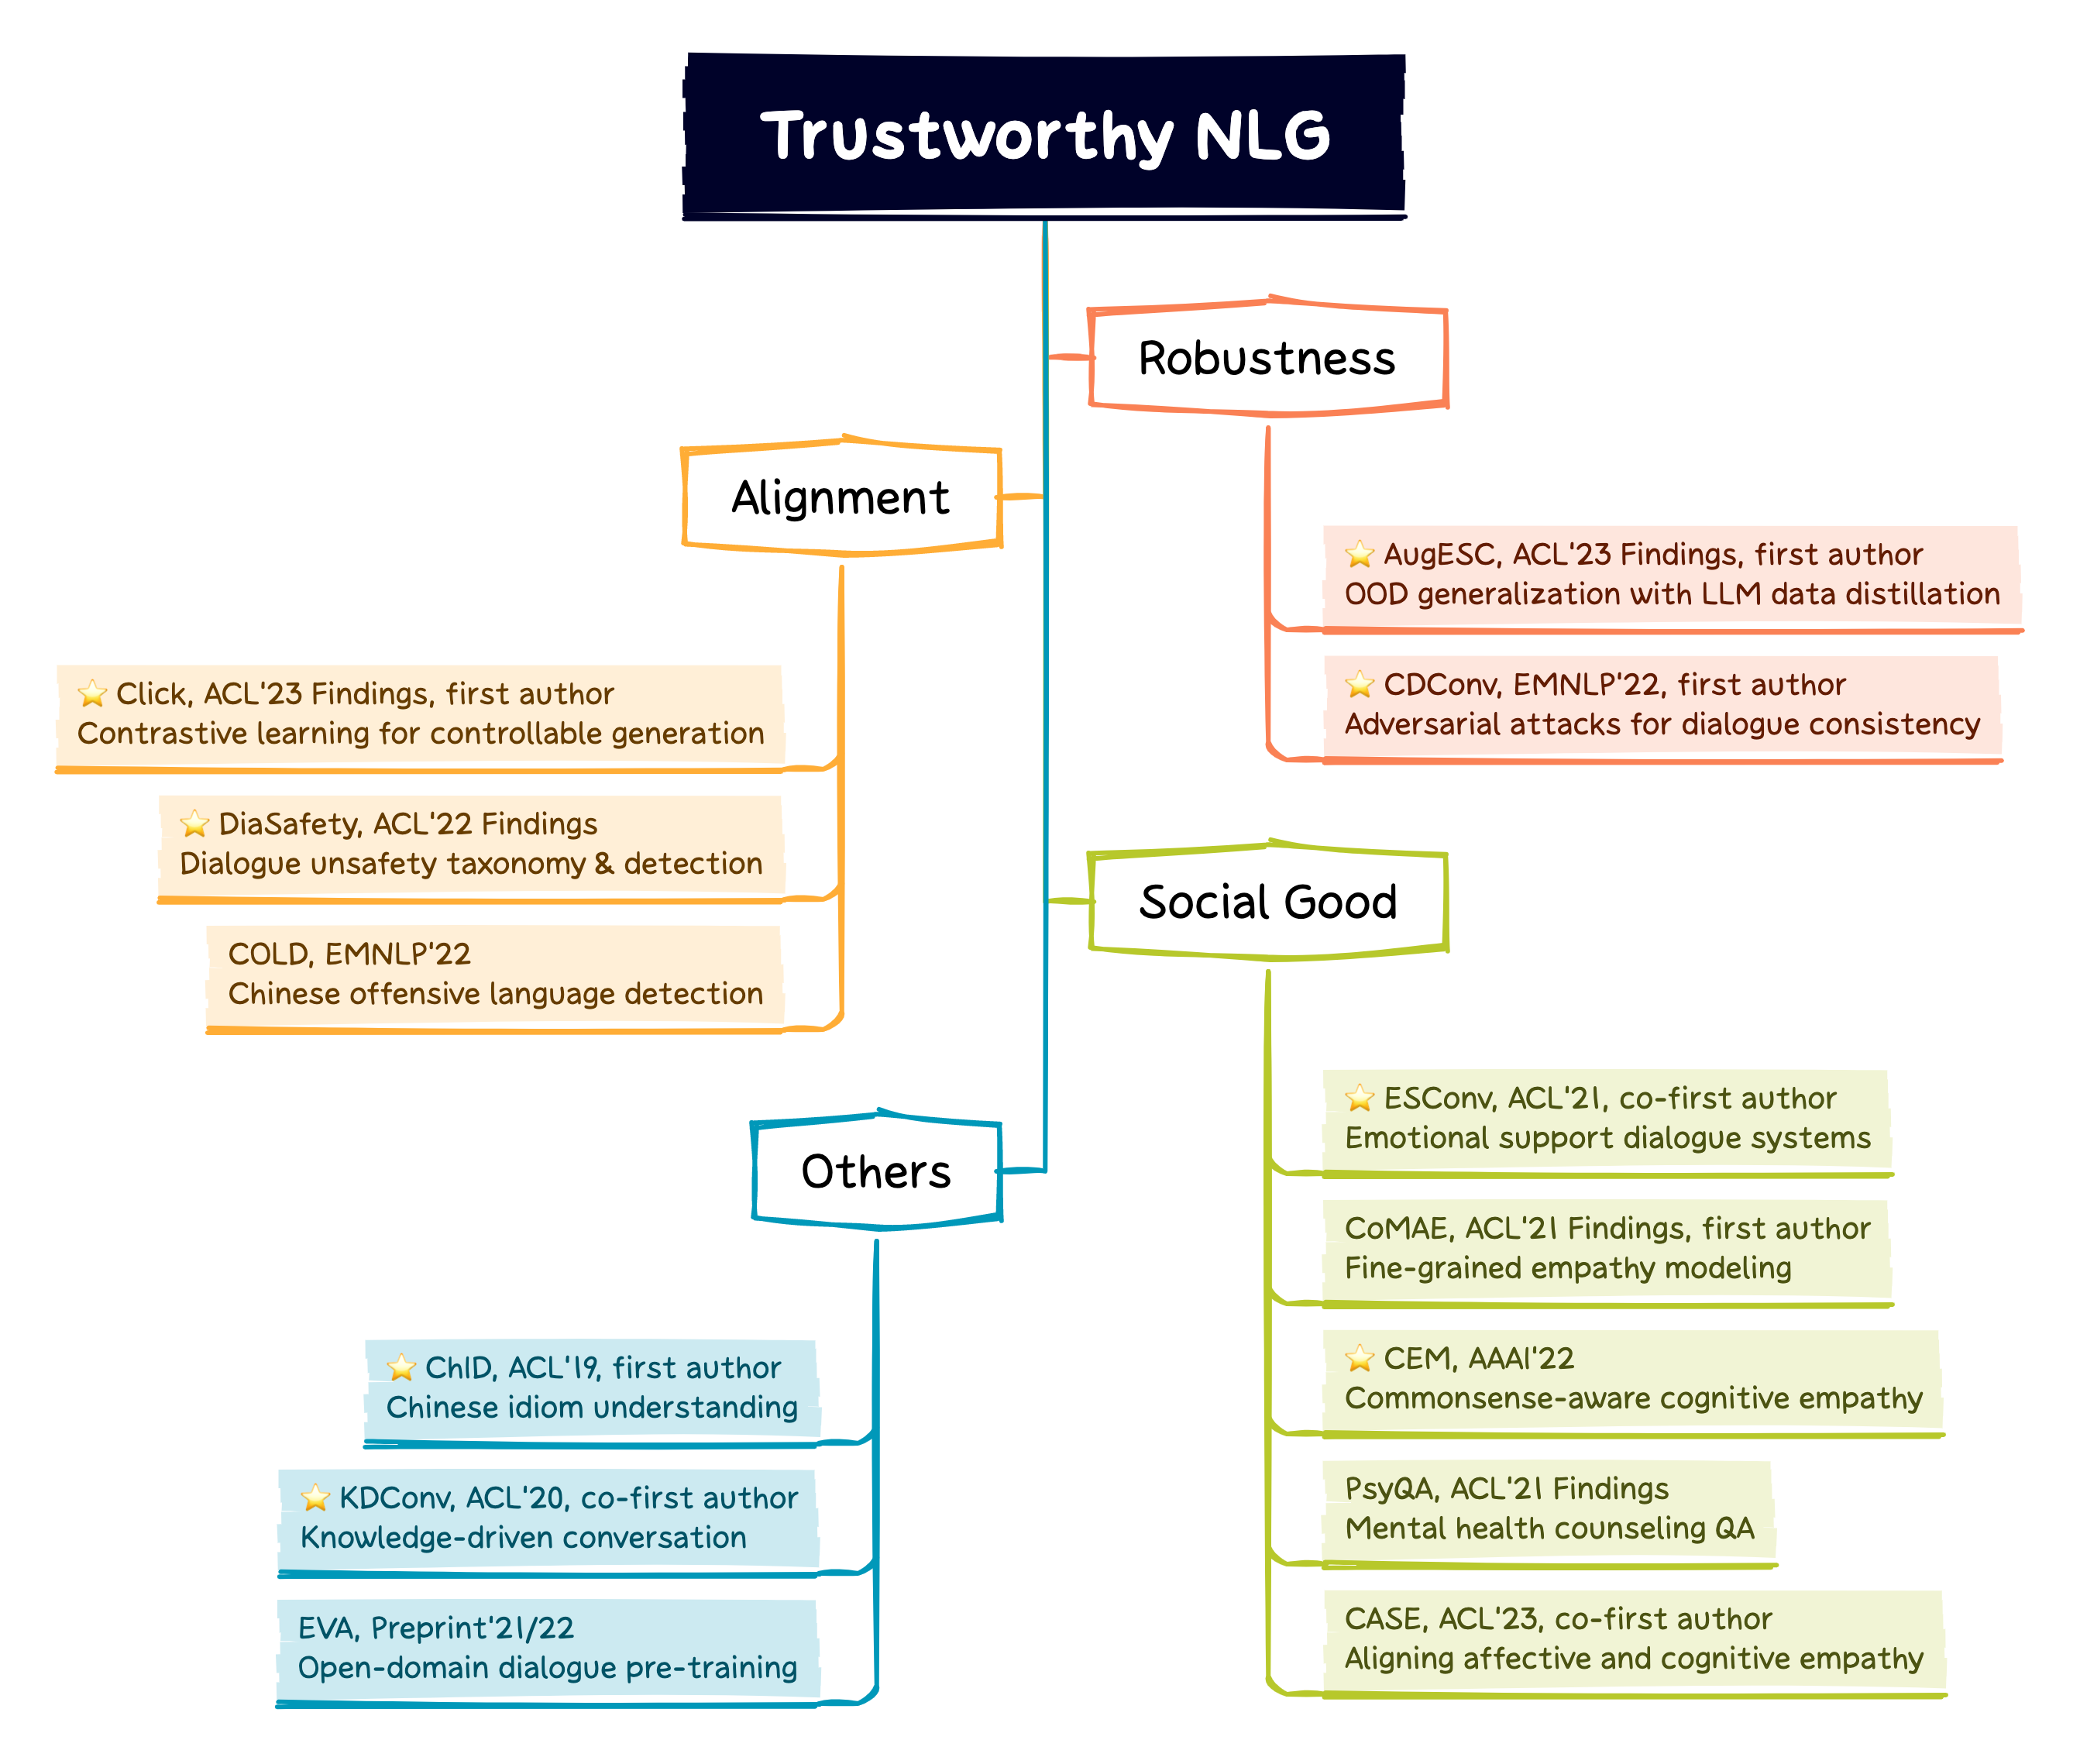 Trustworthy NLG
Robustness
⭐ AugESC, ACL'23 Findings, first author
OOD generalization with LLM data distillation
⭐ CDConv, EMNLP'22, first author
Adversarial attacks for dialogue consistency
Alignment
⭐ Click, ACL'23 Findings, first author
Contrastive learning for controllable generation
⭐ DiaSafety, ACL'22 Findings
Dialogue unsafety taxonomy & detection
COLD, EMNLP'22
Chinese offensive language detection
Social Good
⭐ ESConv, ACL'21, co-first author
Emotional support dialogue systems
CoMAE, ACL'21 Findings, first author
Fine-grained empathy modeling
⭐ CEM, AAAI'22
Commonsense-aware cognitive empathy
PsyQA, ACL'21 Findings
Mental health counseling QA
CASE, ACL'23, co-first author
Aligning affective and cognitive empathy
Others
⭐ ChID, ACL'19, first author
Chinese idiom understanding
⭐ KDConv, ACL'20, co-first author
Knowledge-driven conversation
EVA, Preprint'21/22
Open-domain dialogue pre-training